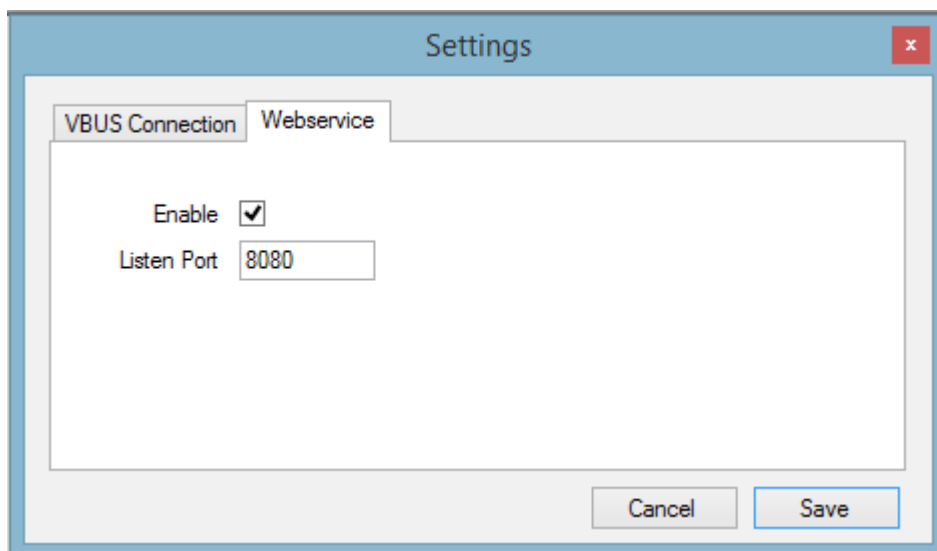 Settings
x
VBUS Connection Webservice
Enable
Listen Port 8080
Cancel Save